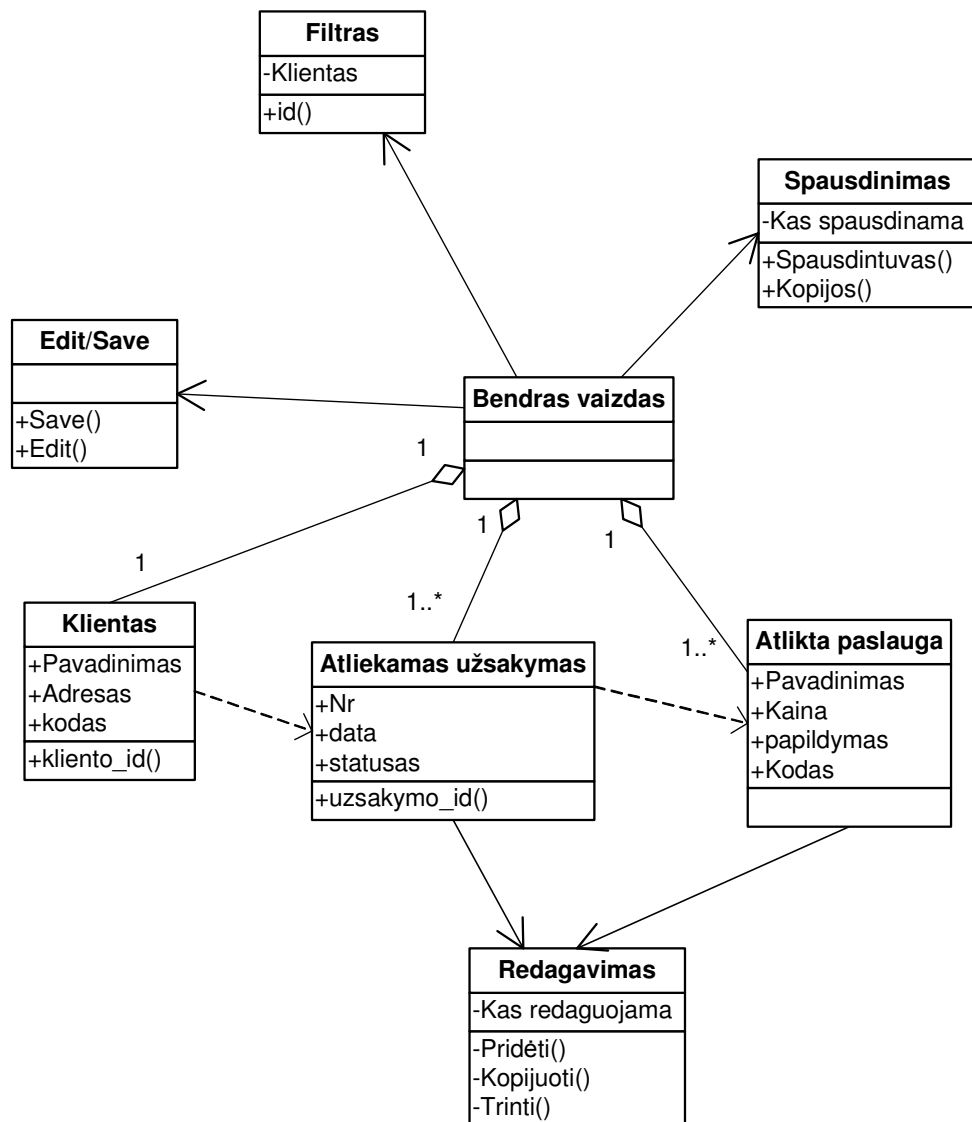 Filtras
-Klientas
+id()
Spausdinimas
-Kas spausdinama
+Spausdintuvas()
+Kopijos()
Edit/Save
+Save()
+Edit()
Bendras vaizdas
1
1
1
1
1..*
1..*
Klientas
+Pavadinimas
+Adresas
+kodas
+kliento_id()
Atliekamas užsakymas
+Nr
+data
+statusas
+uzsakymo_id()
Atlikta paslauga
+Pavadinimas
+Kaina
+papildymas
+Kodas
Redagavimas
-Kas redaguojama
-Pridėti()
-Kopijuoti()
-Trinti()